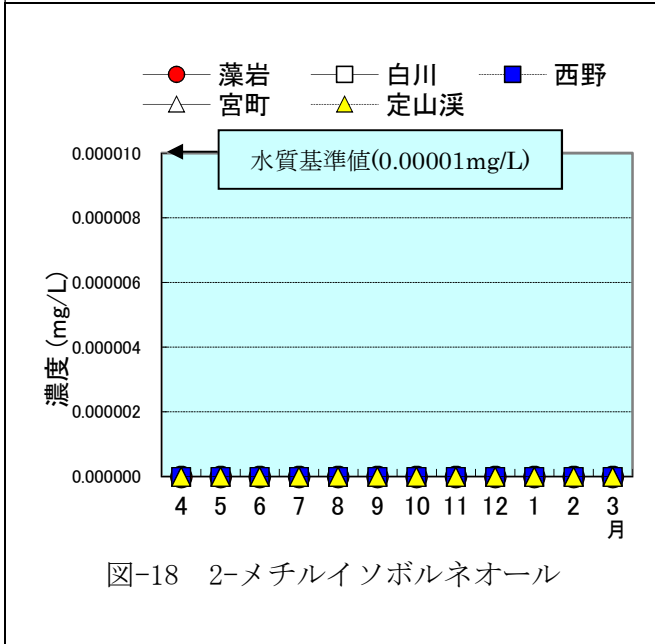 藻岩 白川 西野
宮町 定山渓
水質基準値(0.00001mg/L)
濃度 (mg/L)
0.000010
0.000008
0.000006
0.000004
0.000002
0.000000
4 5 6 7 8 9 10 11 12 1 2 3
月
図-18 2-メチルイソボルネオール